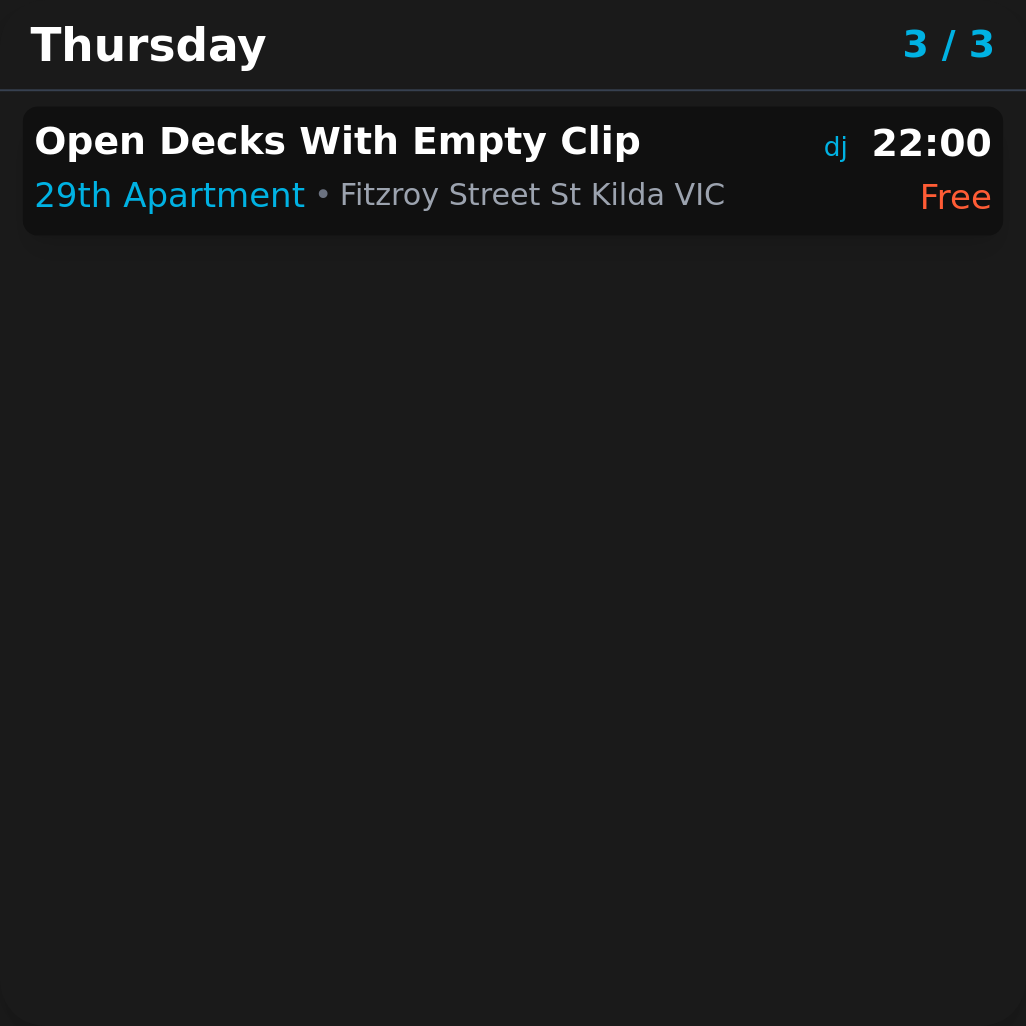 Thursday 3 / 3
Open Decks With Empty Clip dj 22:00
29th Apartment • Fitzroy Street St Kilda VIC Free